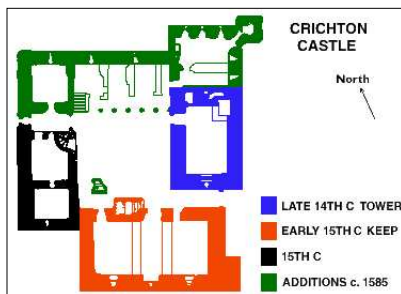 CRICHTON
CASTLE
North
LATE 14TH C TOWER
EARLY 15TH C KEEP
15TH C
ADDITIONS c. 1585